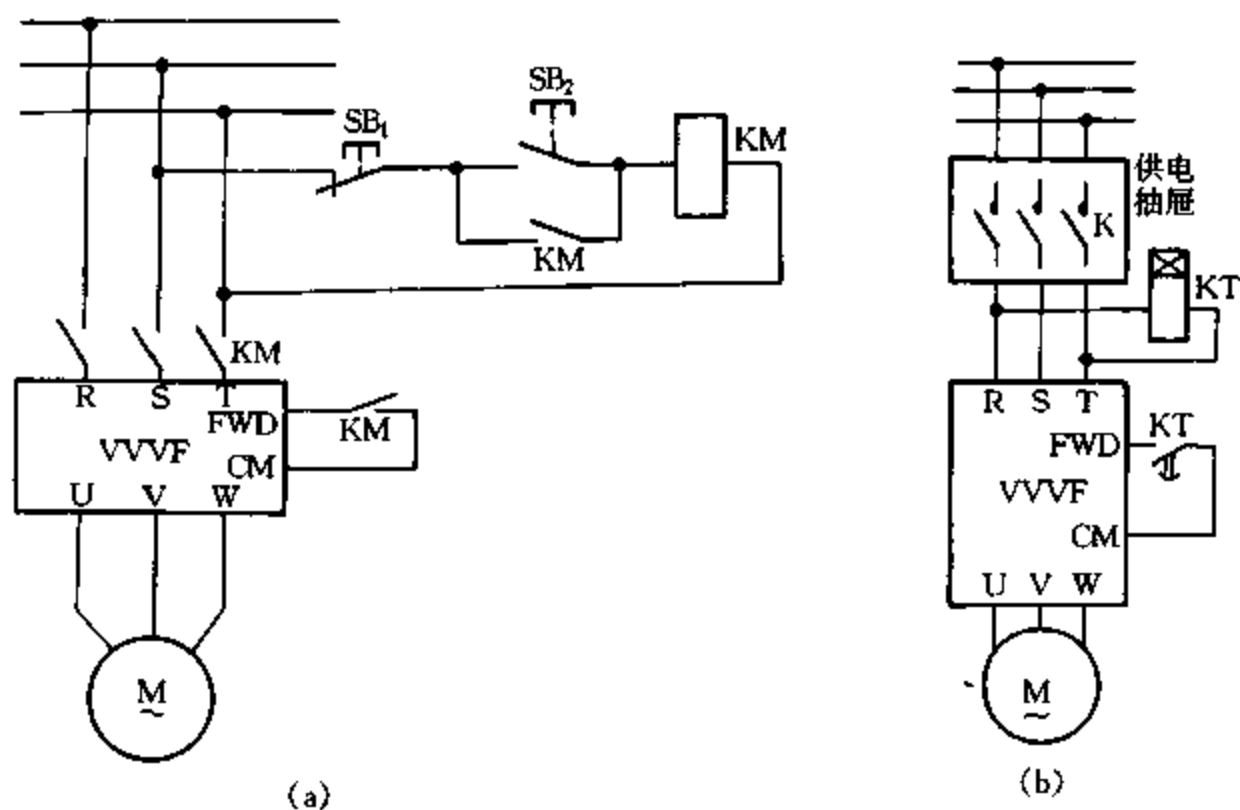 SB₁
SB₂
KM
KM
KM
R S T
FWD
KM
VVVF
CM
U V W
M
~
(a)
供电
抽屉
K
KT
R S T
FWD
KT
VVVF
CM
U V W
M
~
(b)